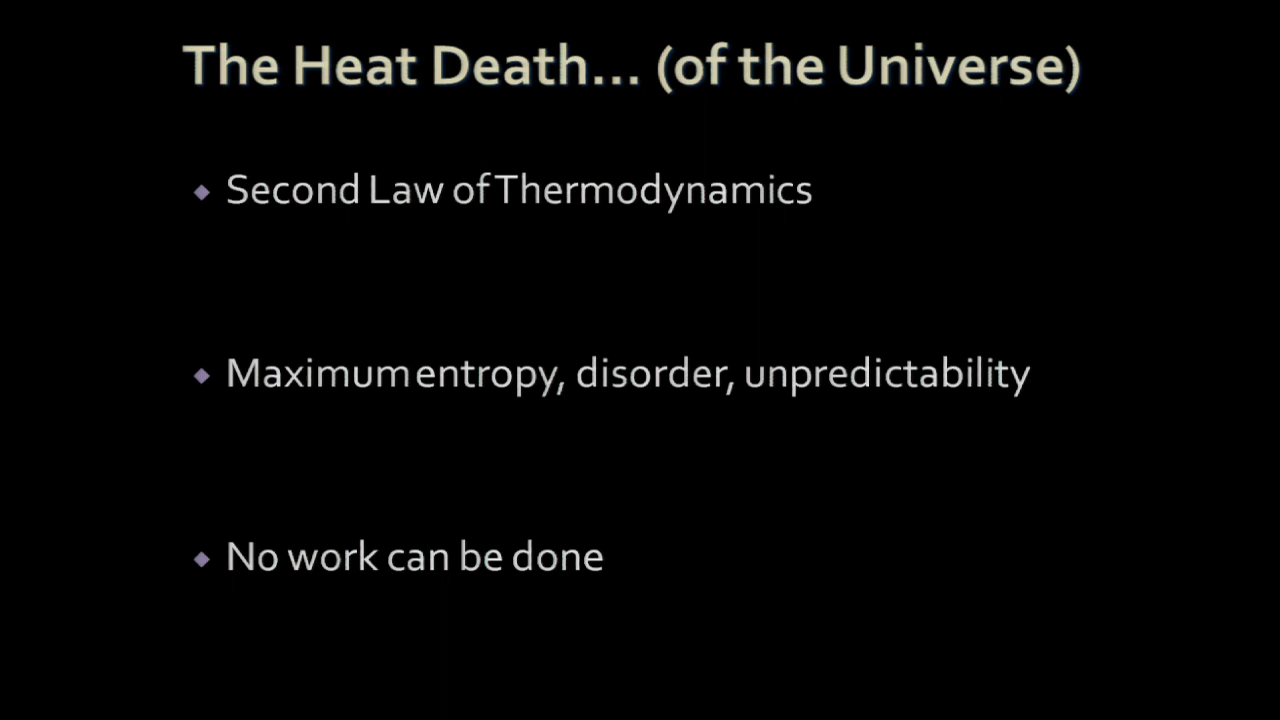 The Heat Death... (of the Universe)
Second Law of Thermodynamics
Maximum entropy, disorder, unpredictability
No work can be done